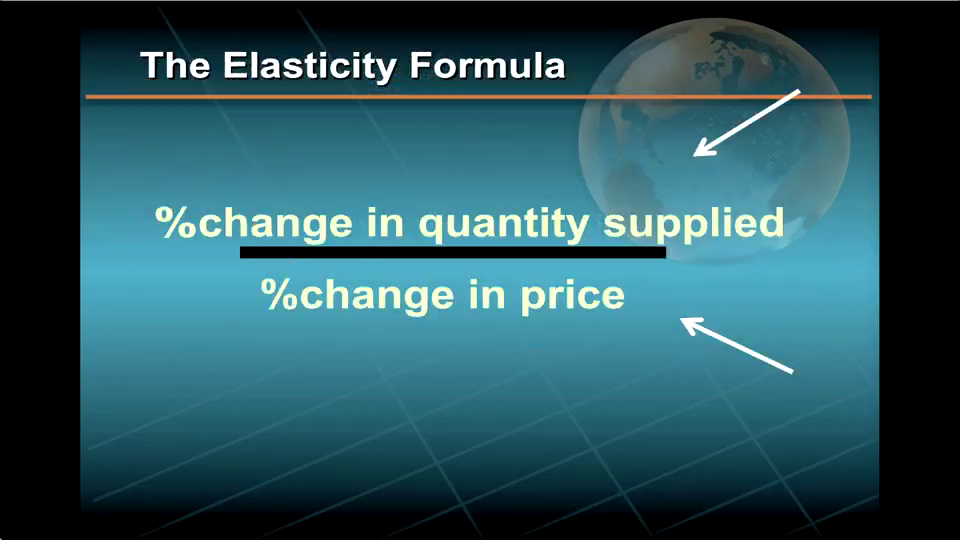 The Elasticity Formula
%change in quantity supplied
%change in price